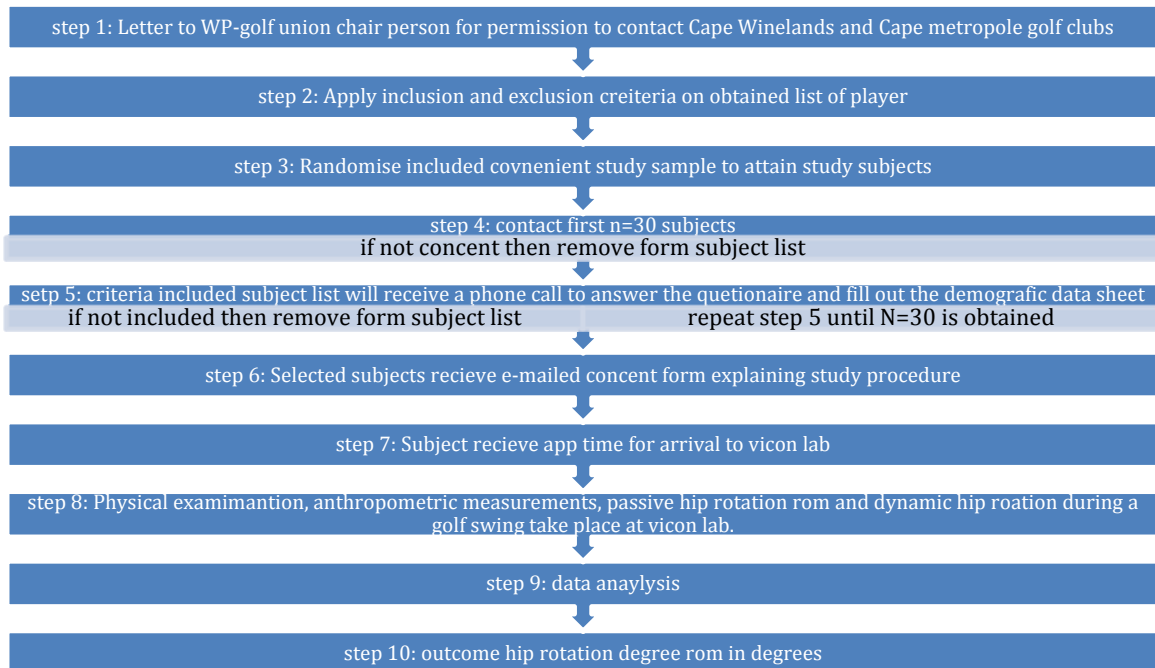 step 1: Letter to WP-golf union chair person for permission to contact Cape Winelands and Cape metropole golf clubs
step 2: Apply inclusion and exclusion creiteria on obtained list of player
step 3: Randomise included covnenient study sample to attain study subjects
step 4: contact first n=30 subjects
if not concent then remove form subject list
setp 5: criteria included subject list will receive a phone call to answer the quetionaire and fill out the demografic data sheet
if not included then remove form subject list
repeat step 5 until N=30 is obtained
step 6: Selected subjects recieve e-mailed concent form explaining study procedure
step 7: Subject recieve app time for arrival to vicon lab
step 8: Physical examimantion, anthropometric measurements, passive hip rotation rom and dynamic hip roation during a
golf swing take place at vicon lab.
step 9: data anaylysis
step 10: outcome hip rotation degree rom in degrees